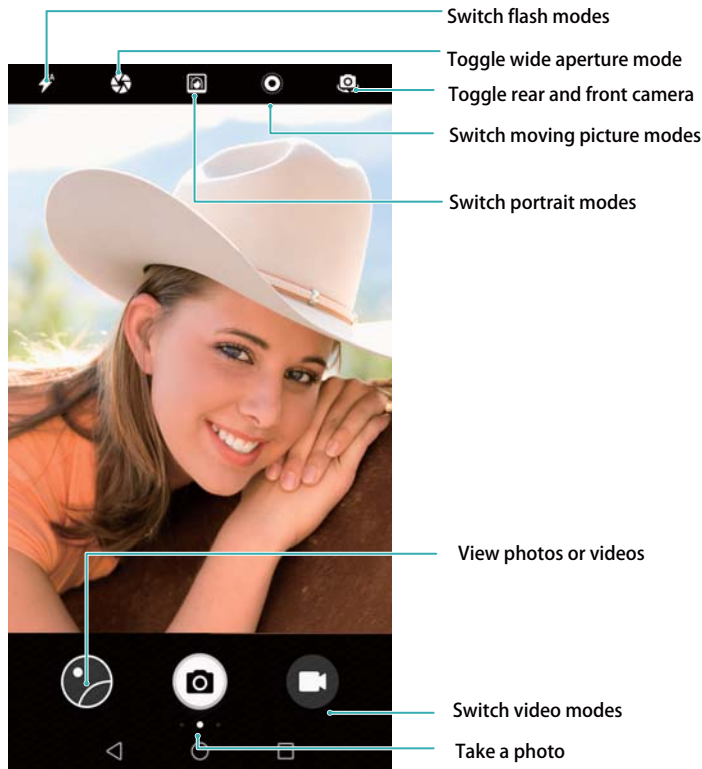 Switch flash modes
Toggle wide aperture mode
Toggle rear and front camera
Switch moving picture modes
Switch portrait modes
View photos or videos
Switch video modes
Take a photo